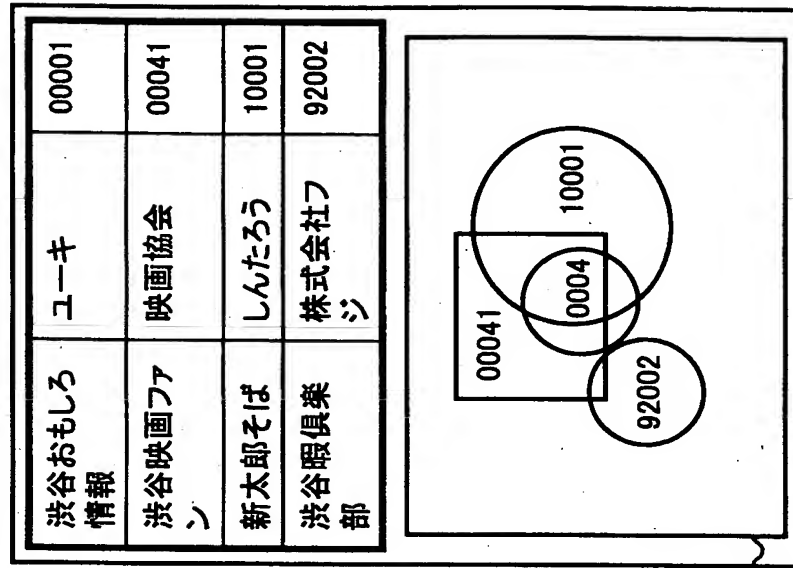 渋谷おもしろ
情報
ユーキ
00001
渋谷映画ファ
ン
映画協会
00041
新太郎そば
しんたろう
10001
渋谷暇倶楽
部
株式会社フ
ジ
92002
00041
0004
10001
92002